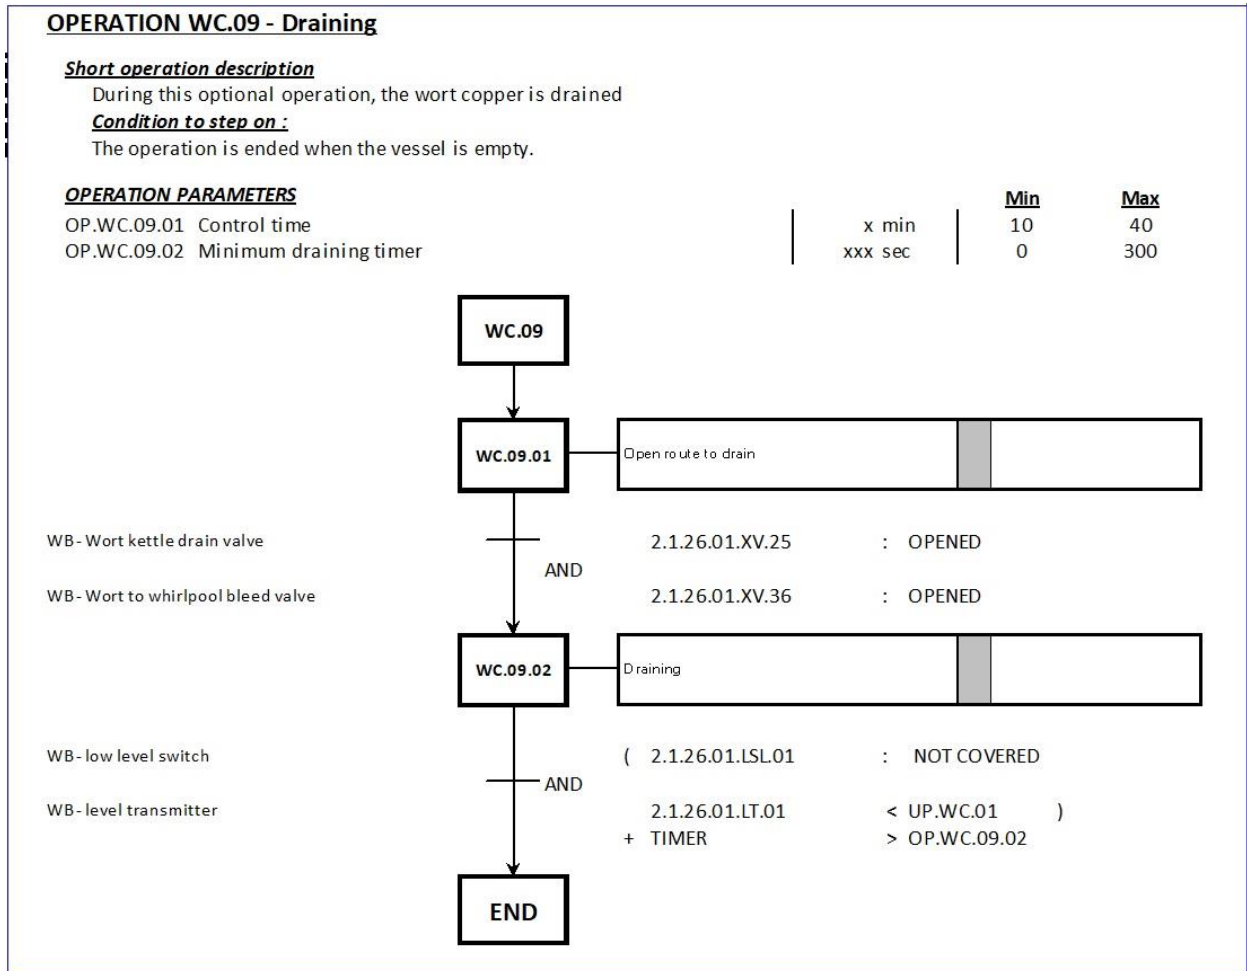 OPERATION WC.09 - Draining
Short operation description
During this optional operation, the wort copper is drained
Condition to step on :
The operation is ended when the vessel is empty.
OPERATION PARAMETERS Min Max
OP.WC.09.01 Control time x min 10 40
OP.WC.09.02 Minimum draining timer xxx sec 0 300
WC.09
WC.09.01 Open route to drain
WB- Wort kettle drain valve 2.1.26.01.XV.25 : OPENED
AND
WB- Wort to whirlpool bleed valve 2.1.26.01.XV.36 : OPENED
WC.09.02 Draining
WB- low level switch ( 2.1.26.01.LSL.01 : NOT COVERED
AND
WB- level transmitter 2.1.26.01.LT.01 < UP.WC.01 )
+ TIMER > OP.WC.09.02
END